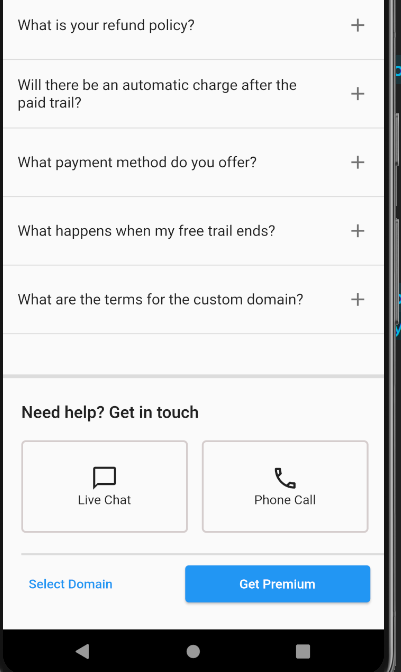 What is your refund policy?
Will there be an automatic charge after the
paid trail?
What payment method do you offer?
What happens when my free trail ends?
What are the terms for the custom domain?
Need help? Get in touch
Live Chat
Phone Call
Select Domain
Get Premium